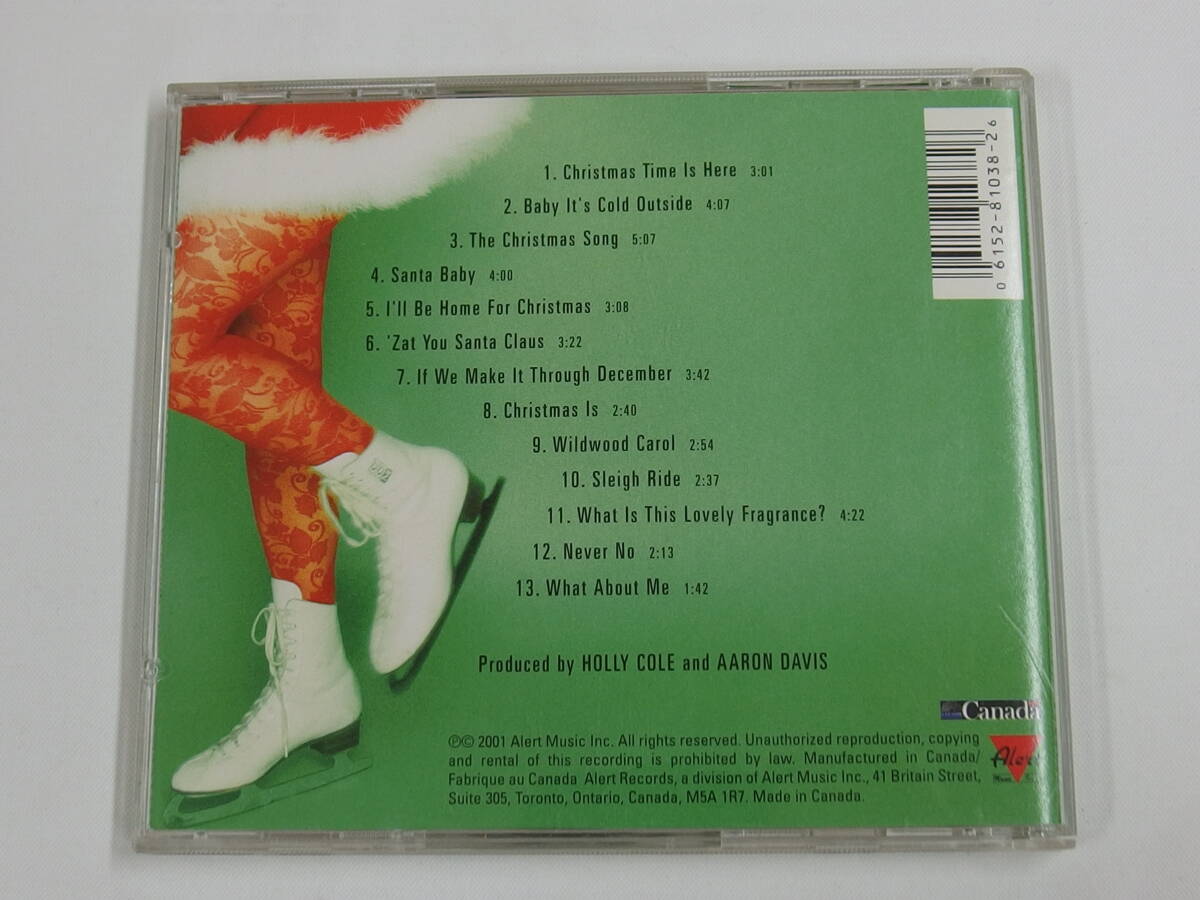 1. Christmas Time Is Here 3:01
2. Baby It's Cold Outside 4:07
3. The Christmas Song 5:07
4. Santa Baby 4:00
5. I'll Be Home For Christmas 3:08
6. 'Zat You Santa Claus 3:22
7. If We Make It Through December 3:42
8. Christmas Is 2:40
9. Wildwood Carol 2:54
10. Sleigh Ride 2:37
11. What Is This Lovely Fragrance? 4:22
12. Never No 2:13
13. What About Me 1:42
Produced by HOLLY COLE and AARON DAVIS
0 6152-81038-2 6
Canada
Ⓟ© 2001 Alert Music Inc. All rights reserved. Unauthorized reproduction, copying
and rental of this recording is prohibited by law. Manufactured in Canada/
Fabrique au Canada Alert Records, a division of Alert Music Inc., 41 Britain Street,
Suite 305, Toronto, Ontario, Canada, M5A 1R7. Made in Canada.
Alert